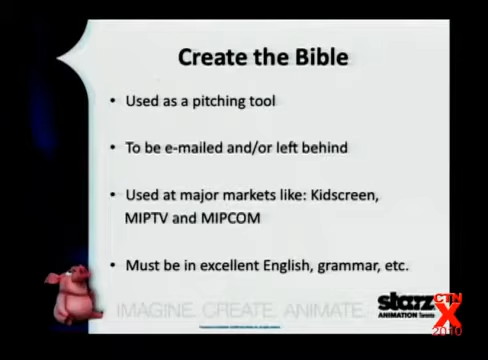 Create the Bible
• Used as a pitching tool
• To be e-mailed and/or left behind
• Used at major markets like: Kidscreen,
MIPTV and MIPCOM
• Must be in excellent English, grammar, etc.
IMAGINE. CREATE. ANIMATE.
starz
ANIMATION Toronto
CTN
X
2010